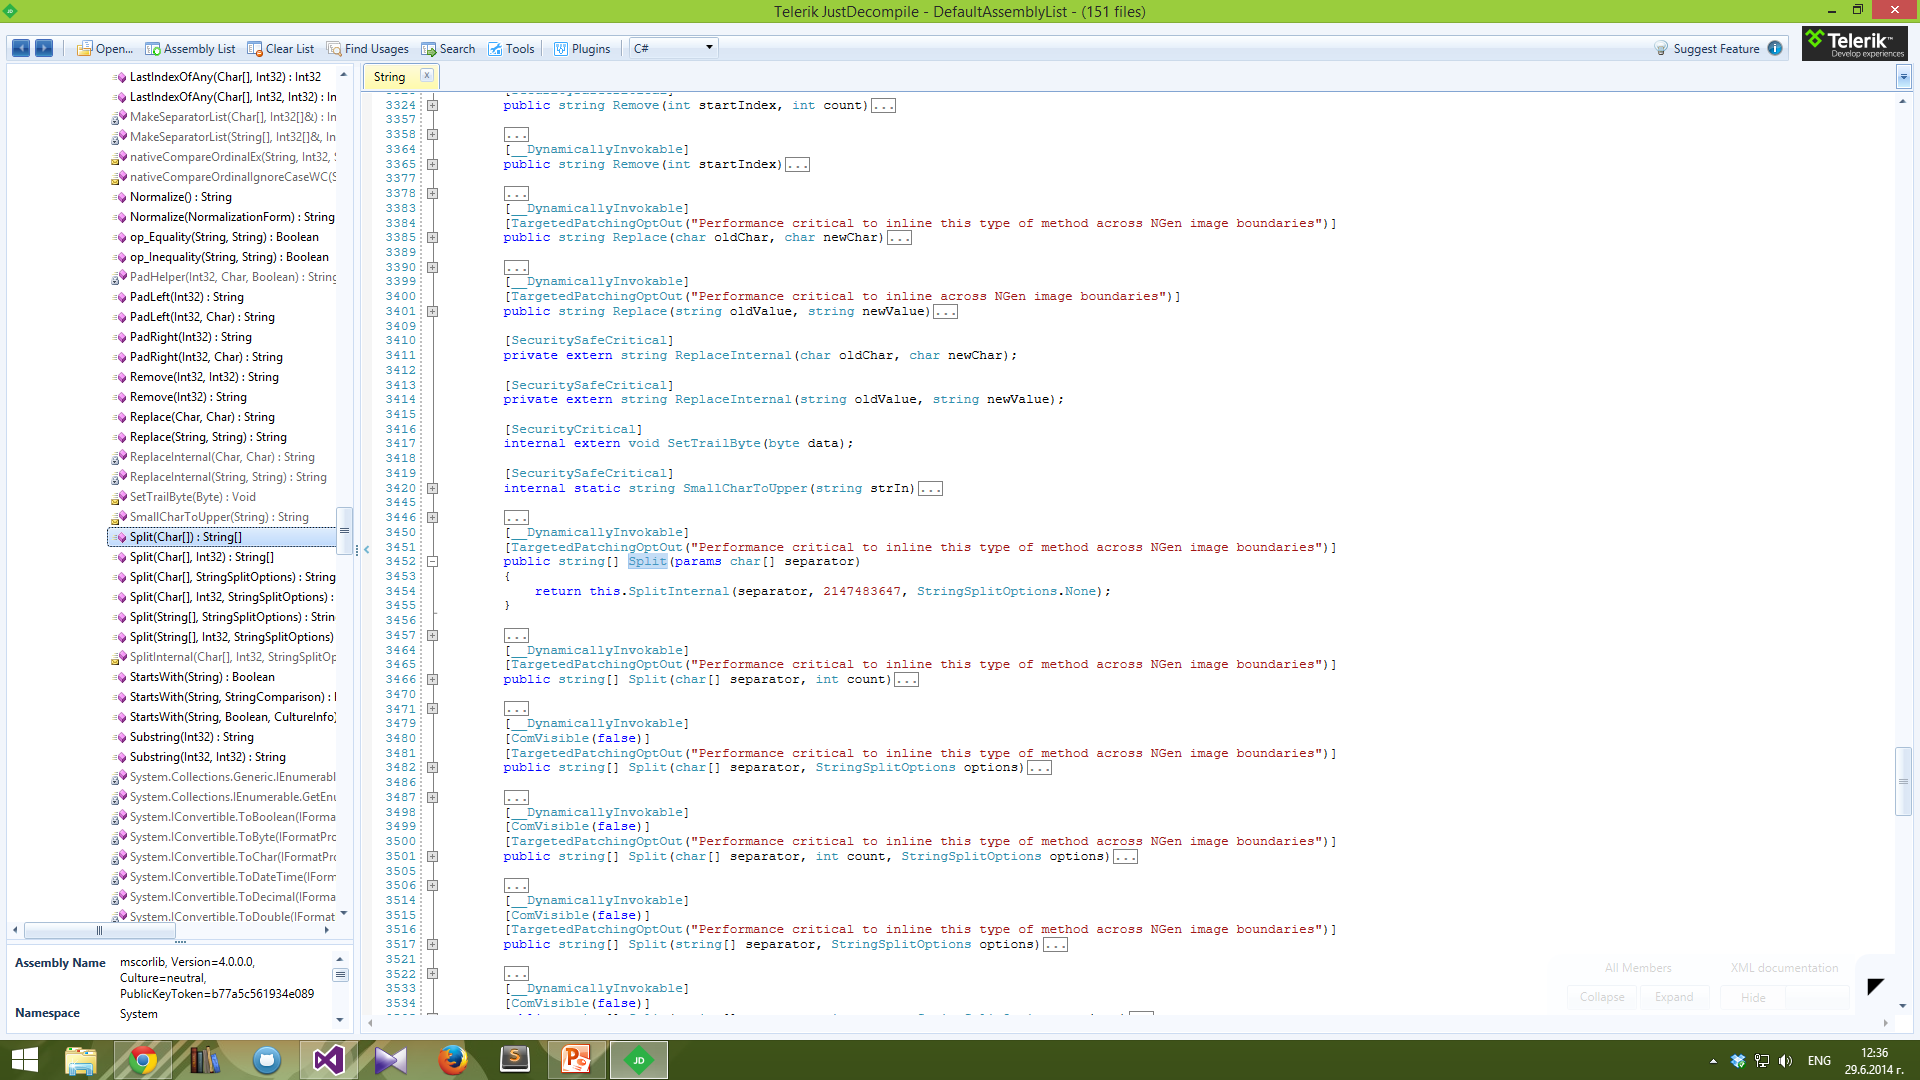 Telerik JustDecompile - DefaultAssemblyList - (151 files)
Open... Assembly List Clear List Find Usages Search Tools Plugins C# Suggest Feature
Telerik
Develop experiences
LastIndexOfAny(Char[], Int32) : Int32
LastIndexOfAny(Char[], Int32, Int32) : In
MakeSeparatorList(Char[], Int32[]&) : In
MakeSeparatorList(String[], Int32[]&, In
nativeCompareOrdinalEx(String, Int32,
nativeCompareOrdinalIgnoreCaseWC(S
Normalize() : String
Normalize(NormalizationForm) : String
op_Equality(String, String) : Boolean
op_Inequality(String, String) : Boolean
PadHelper(Int32, Char, Boolean) : String
PadLeft(Int32) : String
PadLeft(Int32, Char) : String
PadRight(Int32) : String
PadRight(Int32, Char) : String
Remove(Int32, Int32) : String
Remove(Int32) : String
Replace(Char, Char) : String
Replace(String, String) : String
ReplaceInternal(Char, Char) : String
ReplaceInternal(String, String) : String
SetTrailByte(Byte) : Void
SmallCharToUpper(String) : String
Split(Char[]) : String[]
Split(Char[], Int32) : String[]
Split(Char[], StringSplitOptions) : String
Split(Char[], Int32, StringSplitOptions) :
Split(String[], StringSplitOptions) : Strin
Split(String[], Int32, StringSplitOptions)
SplitInternal(Char[], Int32, StringSplitOp
StartsWith(String) : Boolean
StartsWith(String, StringComparison) :
StartsWith(String, Boolean, CultureInfo)
Substring(Int32) : String
Substring(Int32, Int32) : String
System.Collections.Generic.IEnumerabl
System.Collections.IEnumerable.GetEnu
System.IConvertible.ToBoolean(IForma
System.IConvertible.ToByte(IFormatPro
System.IConvertible.ToChar(IFormatPr
System.IConvertible.ToDateTime(IForm
System.IConvertible.ToDecimal(IForma
System.IConvertible.ToDouble(IFormat
Assembly Name mscorlib, Version=4.0.0.0,
Culture=neutral,
PublicKeyToken=b77a5c561934e089
Namespace System
String
3324 public string Remove(int startIndex, int count)...
3357
3358 ...
3364 [__DynamicallyInvokable]
3365 public string Remove(int startIndex)...
3377
3378 ...
3383 [__DynamicallyInvokable]
3384 [TargetedPatchingOptOut("Performance critical to inline this type of method across NGen image boundaries")]
3385 public string Replace(char oldChar, char newChar)...
3389
3390 ...
3399 [__DynamicallyInvokable]
3400 [TargetedPatchingOptOut("Performance critical to inline across NGen image boundaries")]
3401 public string Replace(string oldValue, string newValue)...
3409
3410 [SecuritySafeCritical]
3411 private extern string ReplaceInternal(char oldChar, char newChar);
3412
3413 [SecuritySafeCritical]
3414 private extern string ReplaceInternal(string oldValue, string newValue);
3415
3416 [SecurityCritical]
3417 internal extern void SetTrailByte(byte data);
3418
3419 [SecuritySafeCritical]
3420 internal static string SmallCharToUpper(string strIn)...
3445
3446 ...
3450 [__DynamicallyInvokable]
3451 [TargetedPatchingOptOut("Performance critical to inline this type of method across NGen image boundaries")]
3452 public string[] Split(params char[] separator)
3453 {
3454 return this.SplitInternal(separator, 2147483647, StringSplitOptions.None);
3455 }
3456
3457 ...
3464 [__DynamicallyInvokable]
3465 [TargetedPatchingOptOut("Performance critical to inline this type of method across NGen image boundaries")]
3466 public string[] Split(char[] separator, int count)...
3470
3471 ...
3479 [__DynamicallyInvokable]
3480 [ComVisible(false)]
3481 [TargetedPatchingOptOut("Performance critical to inline this type of method across NGen image boundaries")]
3482 public string[] Split(char[] separator, StringSplitOptions options)...
3486
3487 ...
3498 [__DynamicallyInvokable]
3499 [ComVisible(false)]
3500 [TargetedPatchingOptOut("Performance critical to inline this type of method across NGen image boundaries")]
3501 public string[] Split(char[] separator, int count, StringSplitOptions options)...
3505
3506 ...
3514 [__DynamicallyInvokable]
3515 [ComVisible(false)]
3516 [TargetedPatchingOptOut("Performance critical to inline this type of method across NGen image boundaries")]
3517 public string[] Split(string[] separator, StringSplitOptions options)...
3521
3522 ...
3533 [__DynamicallyInvokable]
3534 [ComVisible(false)]
All Members XML documentation
Collapse Expand Hide
JD ENG 12:36
29.6.2014 г.